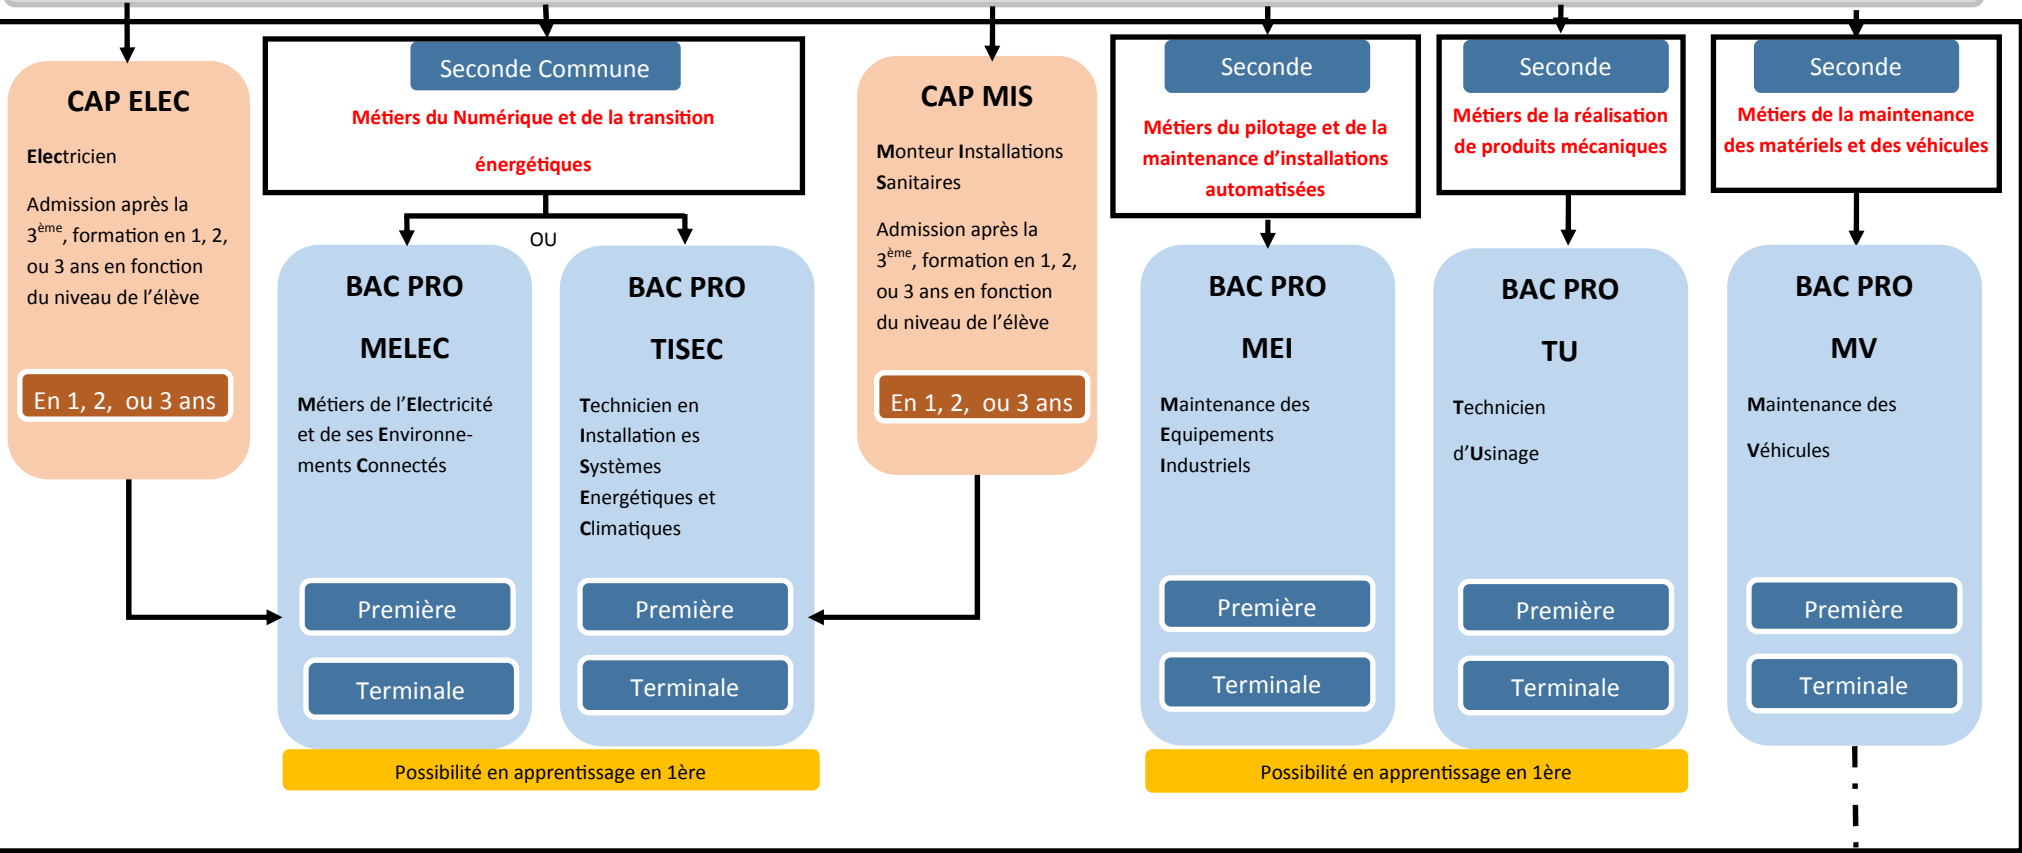 CAP ELEC
Electricien
Admission après la
3ème, formation en 1, 2,
ou 3 ans en fonction
du niveau de l'élève
En 1, 2, ou 3 ans
Seconde Commune
Métiers du Numérique et de la transition
énergétiques
OU
BAC PRO
MELEC
Métiers de l'Electricité
et de ses Environne-
ments Connectés
Première
Terminale
BAC PRO
TISEC
Technicien en
Installation es
Systèmes
Energétiques et
Climatiques
Première
Terminale
Possibilité en apprentissage en 1ère
CAP MIS
Monteur Installations
Sanitaires
Admission après la
3ème, formation en 1, 2,
ou 3 ans en fonction
du niveau de l'élève
En 1, 2, ou 3 ans
Seconde
Métiers du pilotage et de la
maintenance d'installations
automatisées
BAC PRO
MEI
Maintenance des
Equipements
Industriels
Première
Terminale
Seconde
Métiers de la réalisation
de produits mécaniques
BAC PRO
TU
Technicien
d'Usinage
Première
Terminale
Possibilité en apprentissage en 1ère
Seconde
Métiers de la maintenance
des matériels et des véhicules
BAC PRO
MV
Maintenance des
Véhicules
Première
Terminale